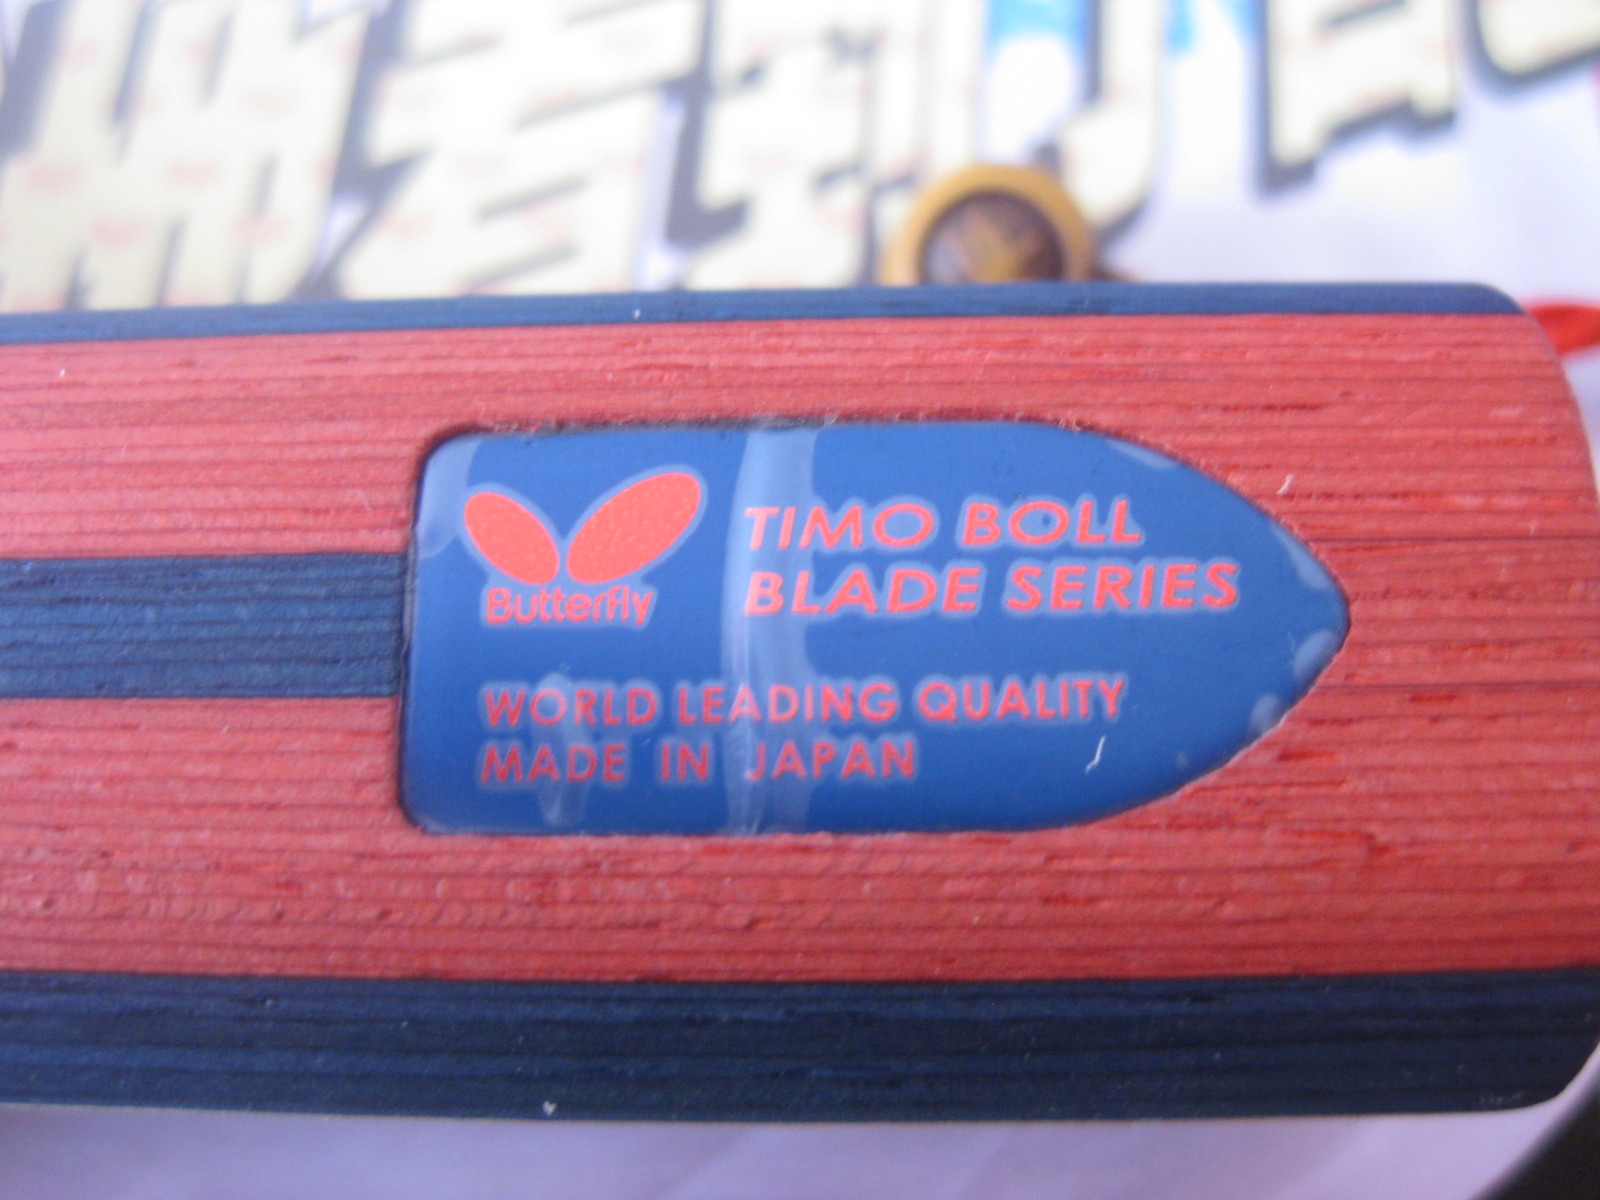 Butterfly
TIMO BOLL
BLADE SERIES
WORLD LEADING QUALITY
MADE IN JAPAN